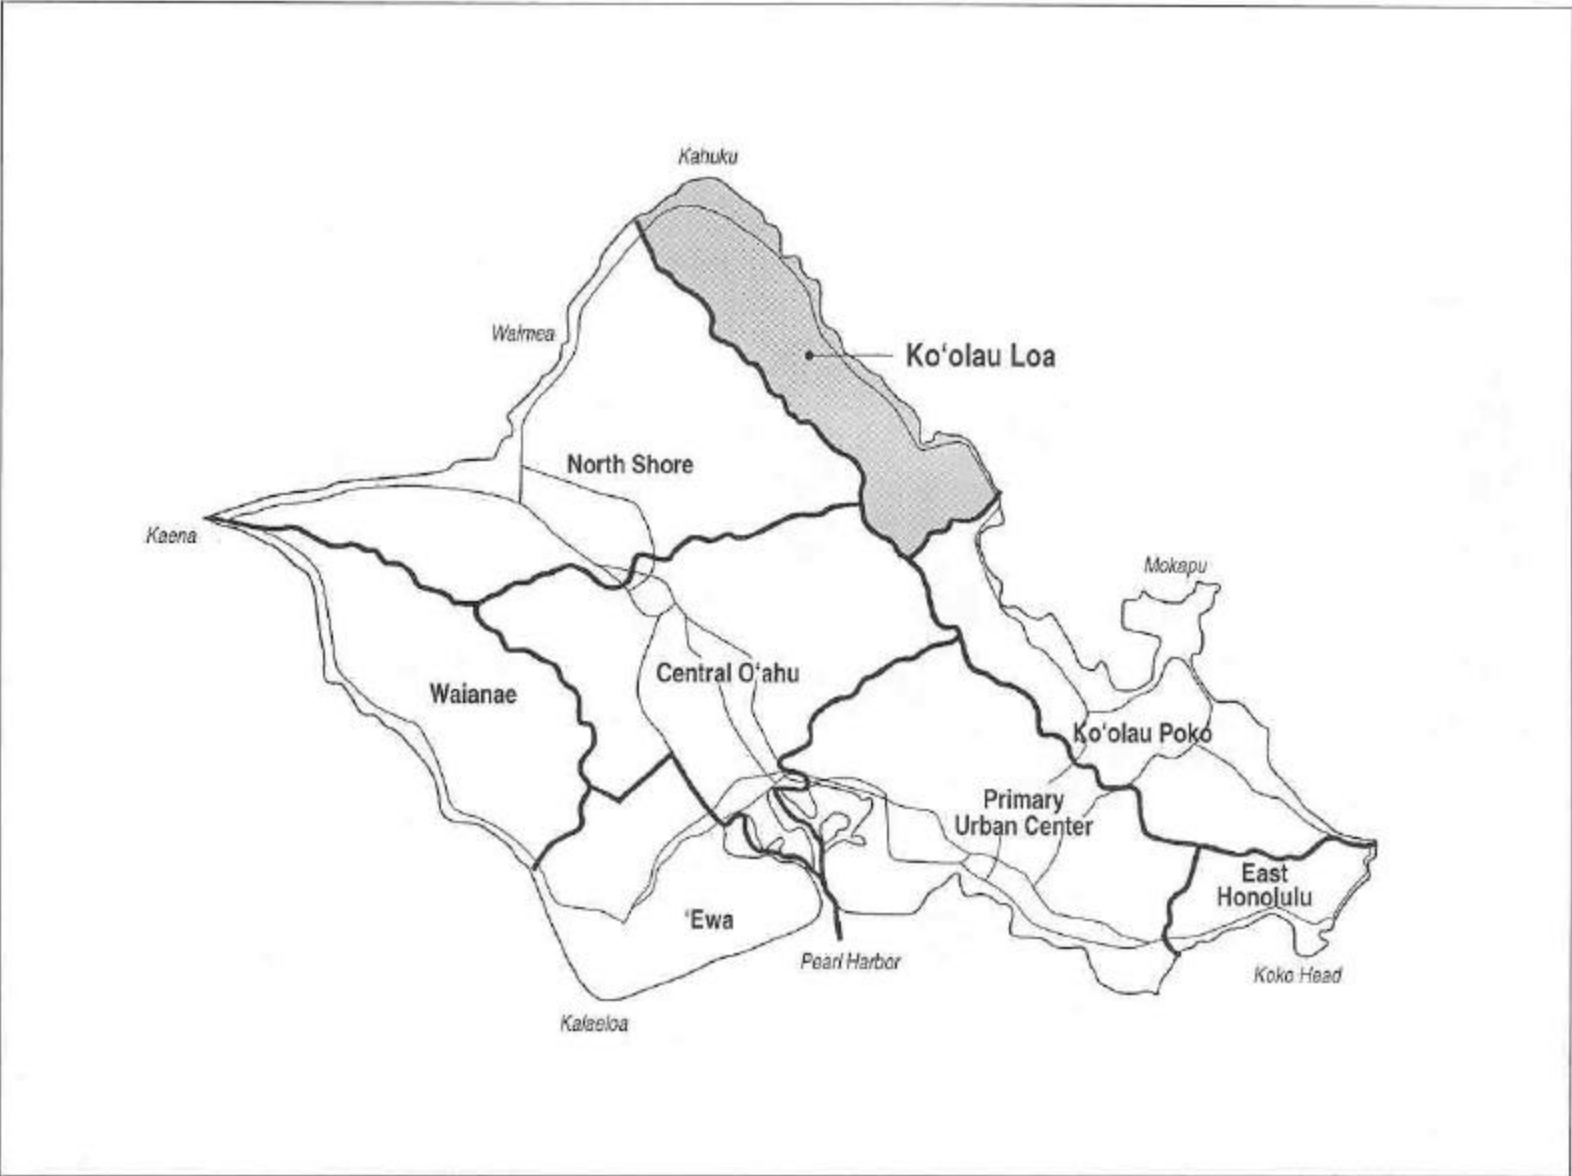 Kahuku
Waimea
Ko‘olau Loa
North Shore
Kaena
Mokapu
Central O‘ahu
Waianae
Ko‘olau Poko
Primary
Urban Center
East
Honolulu
‘Ewa
Pearl Harbor
Koko Head
Kalaeloa